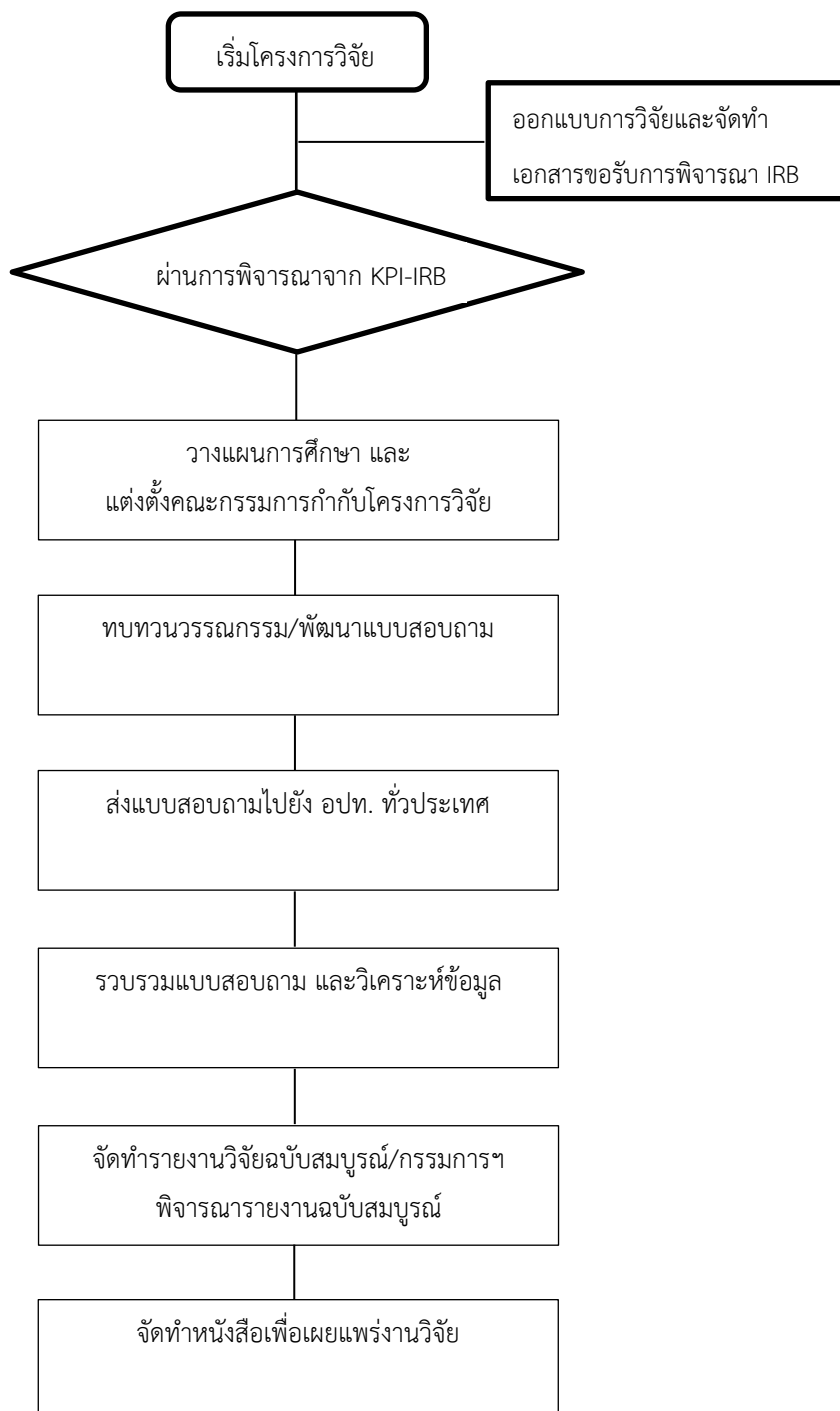 เริ่มโครงการวิจัย
ออกแบบการวิจัยและจัดทำ
เอกสารขอรับการพิจารณา IRB
ผ่านการพิจารณาจาก KPI-IRB
วางแผนการศึกษา และ
แต่งตั้งคณะกรรมการกำกับโครงการวิจัย
ทบทวนวรรณกรรม/พัฒนาแบบสอบถาม
ส่งแบบสอบถามไปยัง อปท. ทั่วประเทศ
รวบรวมแบบสอบถาม และวิเคราะห์ข้อมูล
จัดทำรายงานวิจัยฉบับสมบูรณ์/กรรมการฯ
พิจารณารายงานฉบับสมบูรณ์
จัดทำหนังสือเพื่อเผยแพร่งานวิจัย